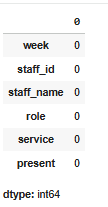 0
week 0
staff_id 0
staff_name 0
role 0
service 0
present 0
dtype: int64